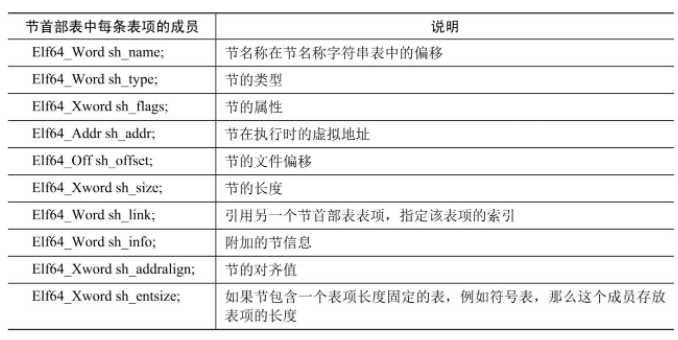 节首部表中每条表项的成员 说明
Elf64_Word sh_name; 节名称在节名称字符串表中的偏移
Elf64_Word sh_type; 节的类型
Elf64_Xword sh_flags; 节的属性
Elf64_Addr sh_addr; 节在执行时的虚拟地址
Elf64_Off sh_offset; 节的文件偏移
Elf64_Xword sh_size; 节的长度
Elf64_Word sh_link; 引用另一个节首部表表项，指定该表项的索引
Elf64_Word sh_info; 附加的节信息
Elf64_Xword sh_addralign; 节的对齐值
Elf64_Xword sh_entsize; 如果节包含一个表项长度固定的表，例如符号表，那么这个成员存放
表项的长度